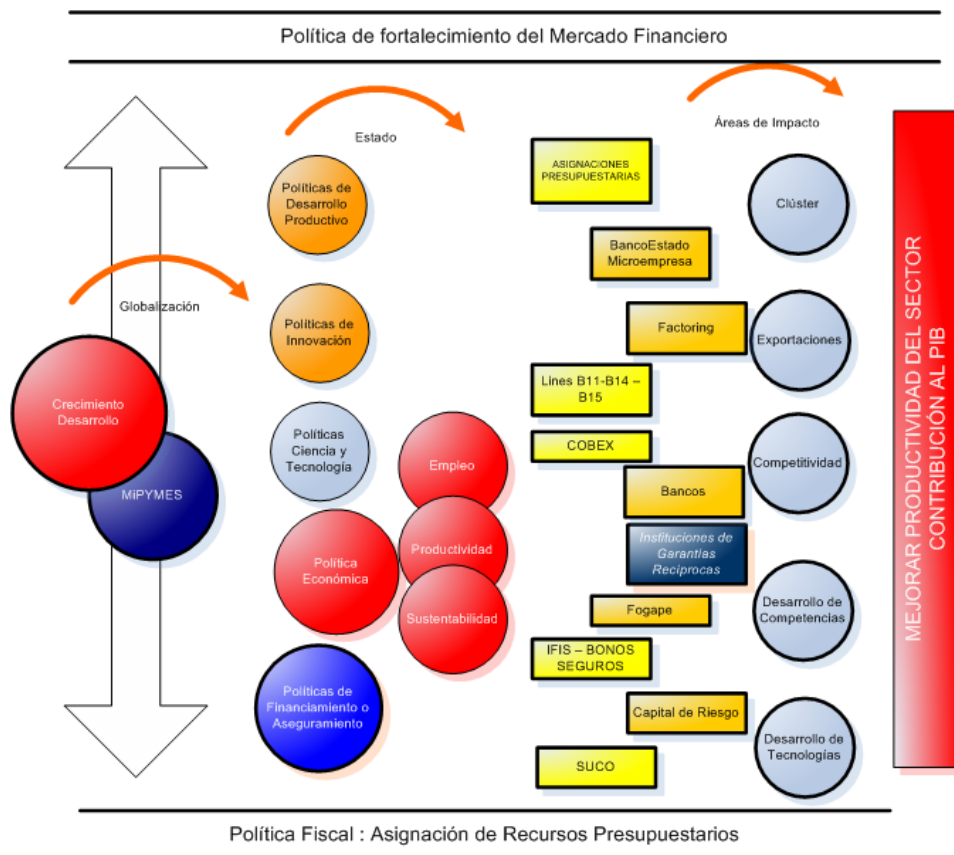 Política de fortalecimiento del Mercado Financiero
Estado
Áreas de Impacto
Globalización
Crecimiento
Desarrollo
MiPYMES
Políticas de
Desarrollo
Productivo
Políticas de
Innovación
Políticas
Ciencia y
Tecnología
Política
Económica
Políticas de
Financiamiento o
Aseguramiento
Empleo
Productividad
Sustentabilidad
ASIGNACIONES
PRESUPUESTARIAS
BancoEstado
Microempresa
Factoring
Lines B11-B14 –
B15
COBEX
Bancos
Instituciones de
Garantías
Recíprocas
Fogape
IFIS – BONOS
SEGUROS
Capital de Riesgo
SUCO
Clúster
Exportaciones
Competitividad
Desarrollo de
Competencias
Desarrollo de
Tecnologías
MEJORAR PRODUCTIVIDAD DEL SECTOR
CONTRIBUCIÓN AL PIB
Política Fiscal : Asignación de Recursos Presupuestarios